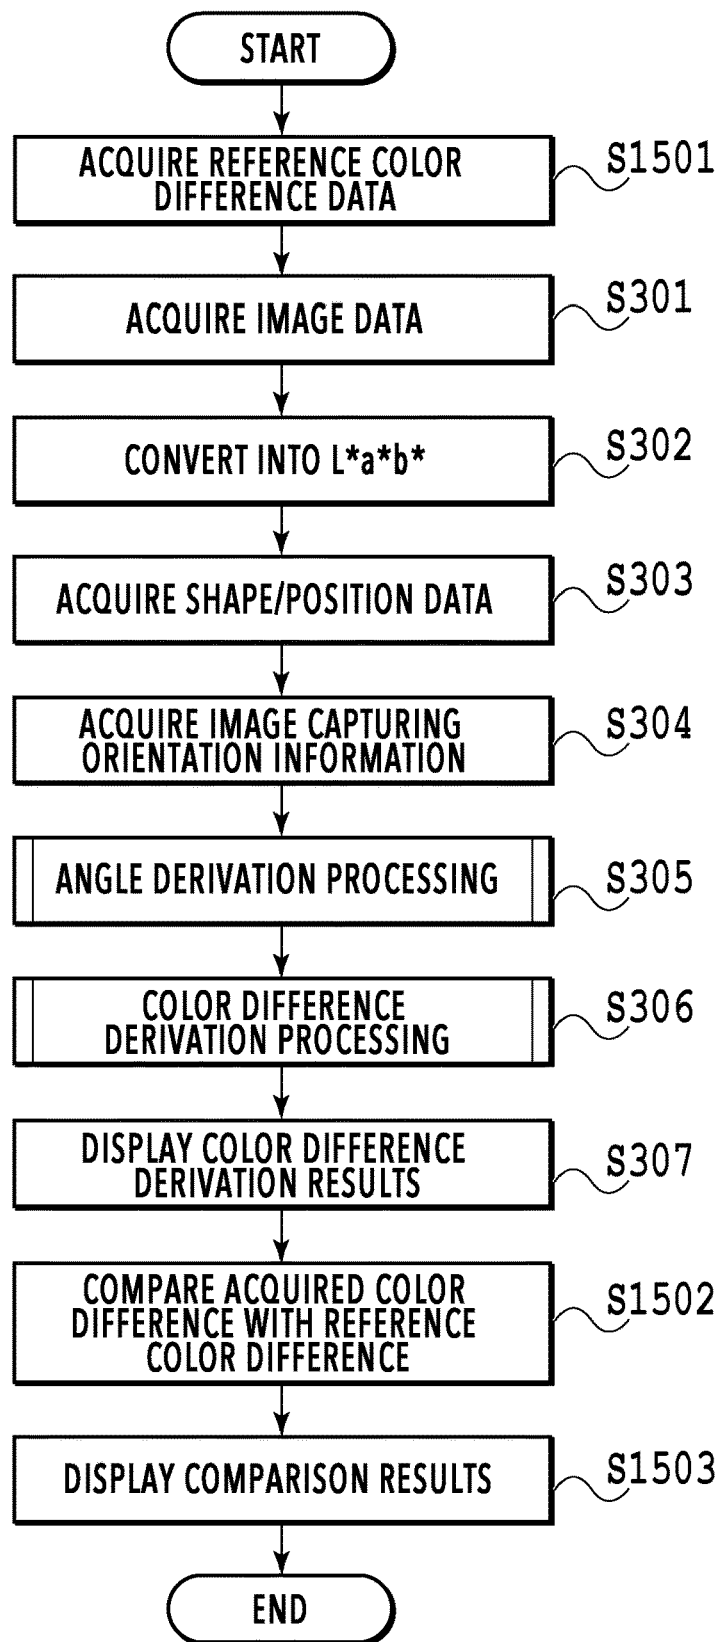 START
ACQUIRE REFERENCE COLOR
DIFFERENCE DATA
S1501
ACQUIRE IMAGE DATA
S301
CONVERT INTO L*a*b*
S302
ACQUIRE SHAPE/POSITION DATA
S303
ACQUIRE IMAGE CAPTURING
ORIENTATION INFORMATION
S304
ANGLE DERIVATION PROCESSING
S305
COLOR DIFFERENCE
DERIVATION PROCESSING
S306
DISPLAY COLOR DIFFERENCE
DERIVATION RESULTS
S307
COMPARE ACQUIRED COLOR
DIFFERENCE WITH REFERENCE
COLOR DIFFERENCE
S1502
DISPLAY COMPARISON RESULTS
S1503
END